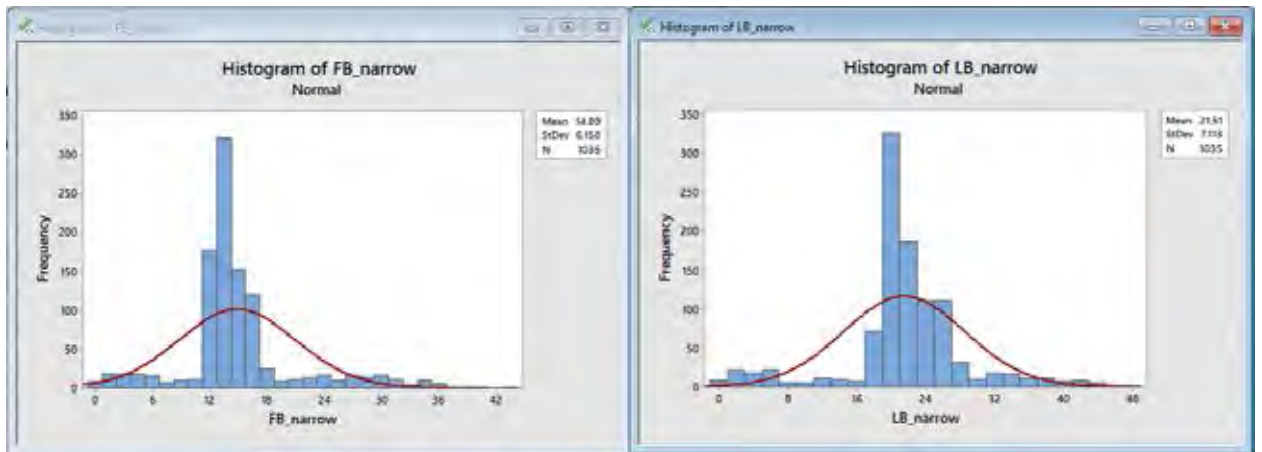 Histogram of LB_narrow
Histogram of FB_narrow
Normal
350
300
250
200
150
100
50
0
Frequency
0 6 12 18 24 30 36 42
FB_narrow
Mean 14.89
StDev 6.150
N 1035
Histogram of LB_narrow
Normal
350
300
250
200
150
100
50
0
Frequency
0 8 16 24 32 40 48
LB_narrow
Mean 21.51
StDev 7.113
N 1035